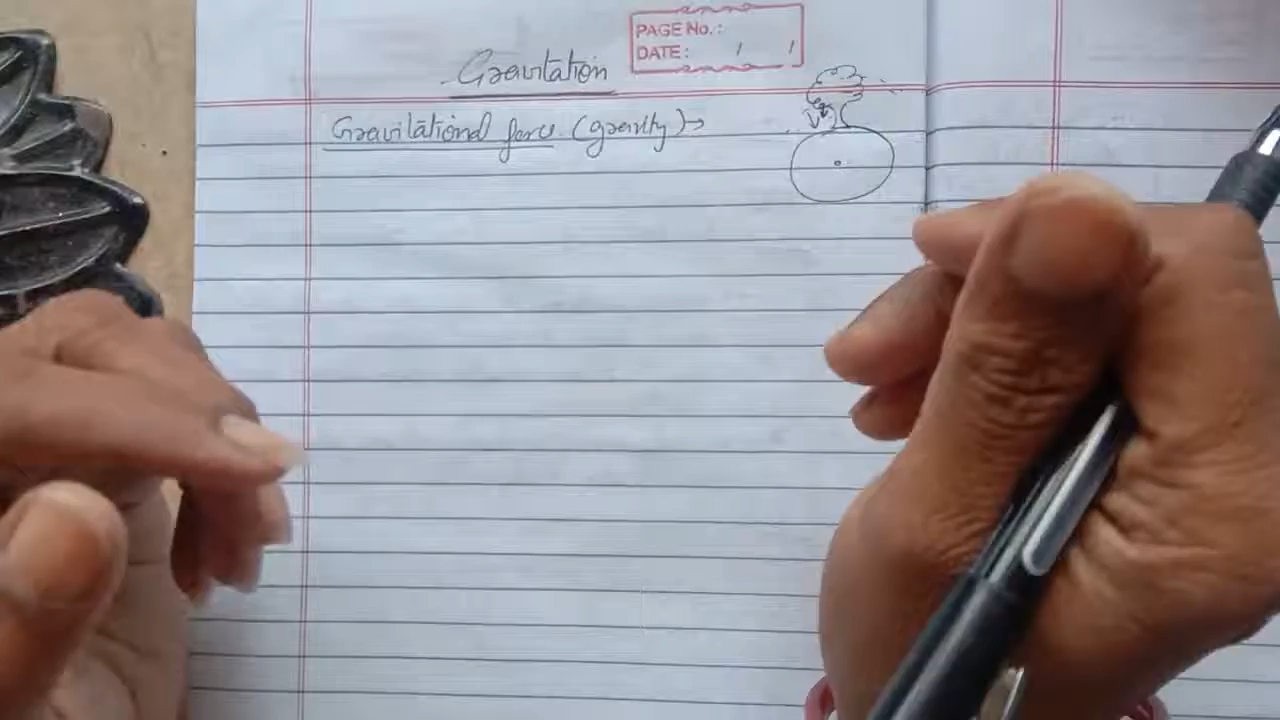 PAGE No.:
DATE: / /
Gravitation
Gravitational force (gravity) →